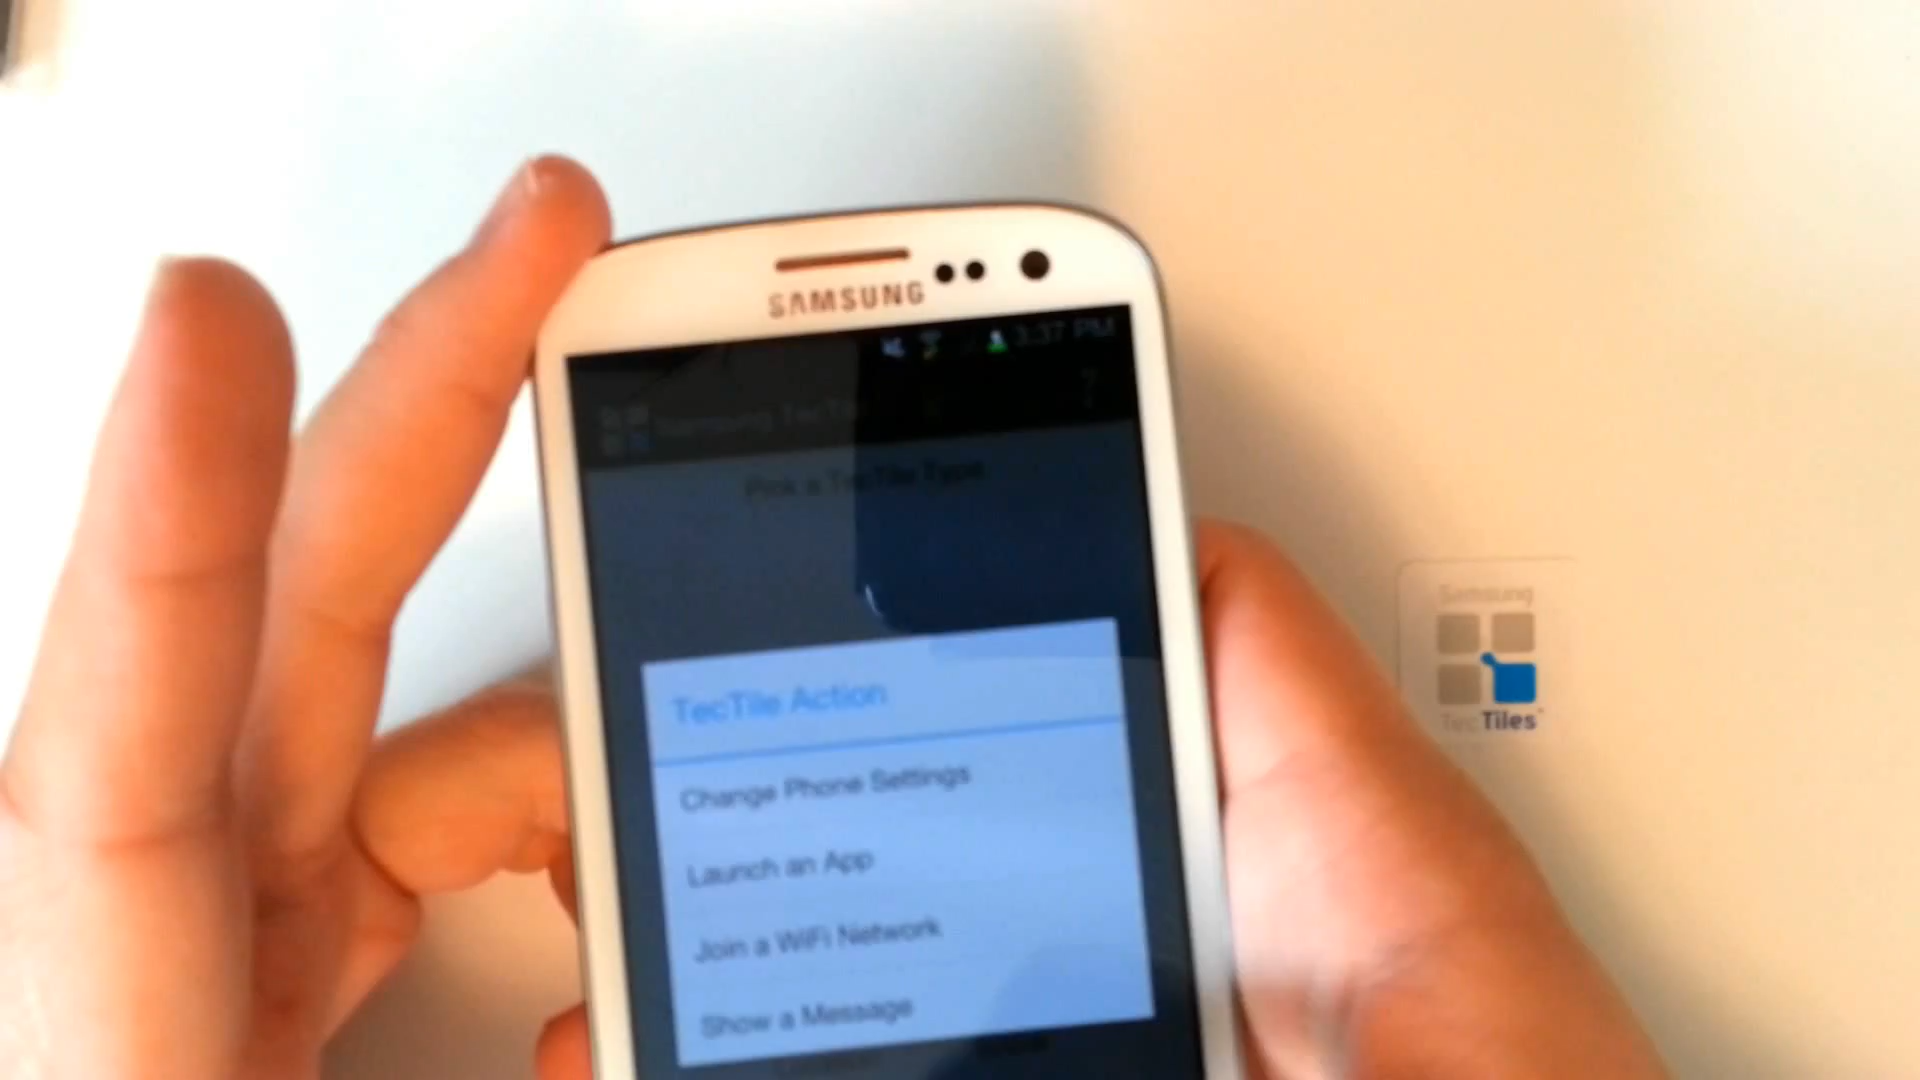 SAMSUNG
3:37 PM
Samsung TecTile
?
Pick a TecTile Type
TecTile Action
Change Phone Settings
Launch an App
Join a WiFi Network
Show a Message
Samsung
TecTiles™